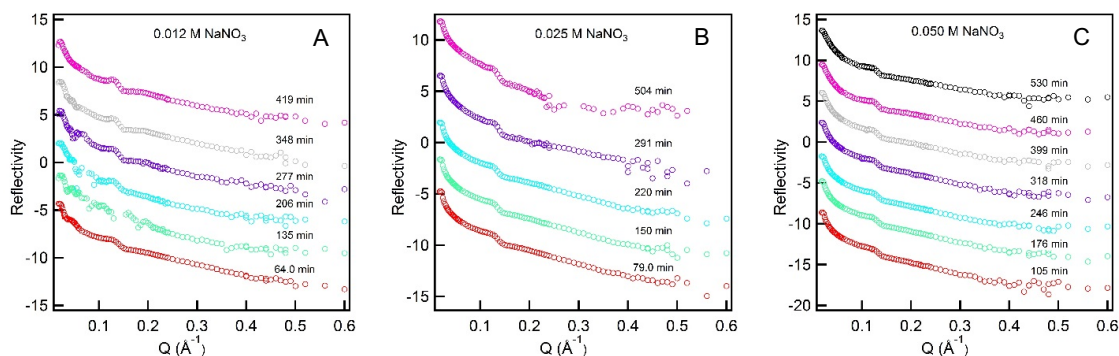 0.012 M NaNO₃
A
Reflectivity
15
10
5
0
-5
-10
-15
419 min
348 min
277 min
206 min
135 min
64.0 min
0.1
0.2
0.3
0.4
0.5
0.6
Q (Å⁻¹)
0.025 M NaNO₃
B
Reflectivity
10
5
0
-5
-10
-15
504 min
291 min
220 min
150 min
79.0 min
0.1
0.2
0.3
0.4
0.5
0.6
Q (Å⁻¹)
0.050 M NaNO₃
C
Reflectivity
15
10
5
0
-5
-10
-15
-20
530 min
460 min
399 min
318 min
246 min
176 min
105 min
0.1
0.2
0.3
0.4
0.5
0.6
Q (Å⁻¹)